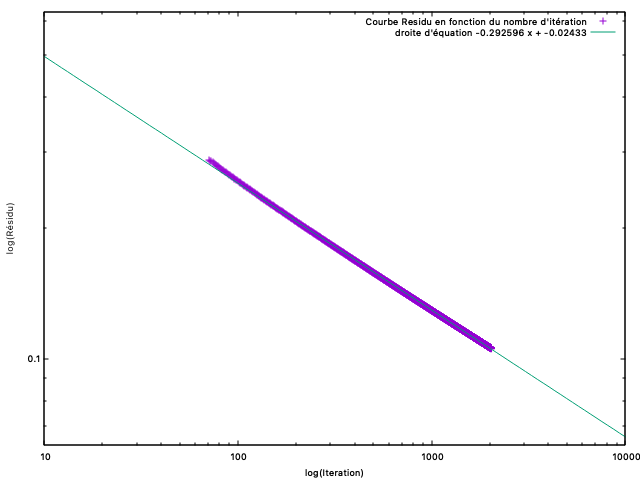 Courbe Residu en fonction du nombre d'itération
droite d'équation -0.292596 x + -0.02433
log(Résidu)
0.1
10 100 1000 10000
log(Iteration)